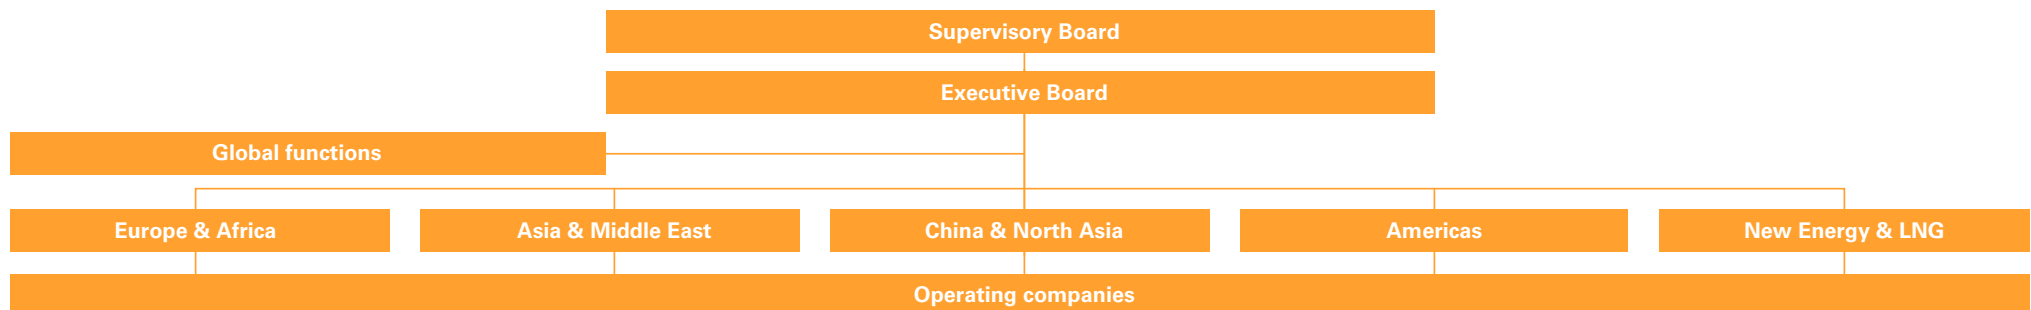 Supervisory Board
Executive Board
Global functions
Europe & Africa
Asia & Middle East
China & North Asia
Americas
New Energy & LNG
Operating companies